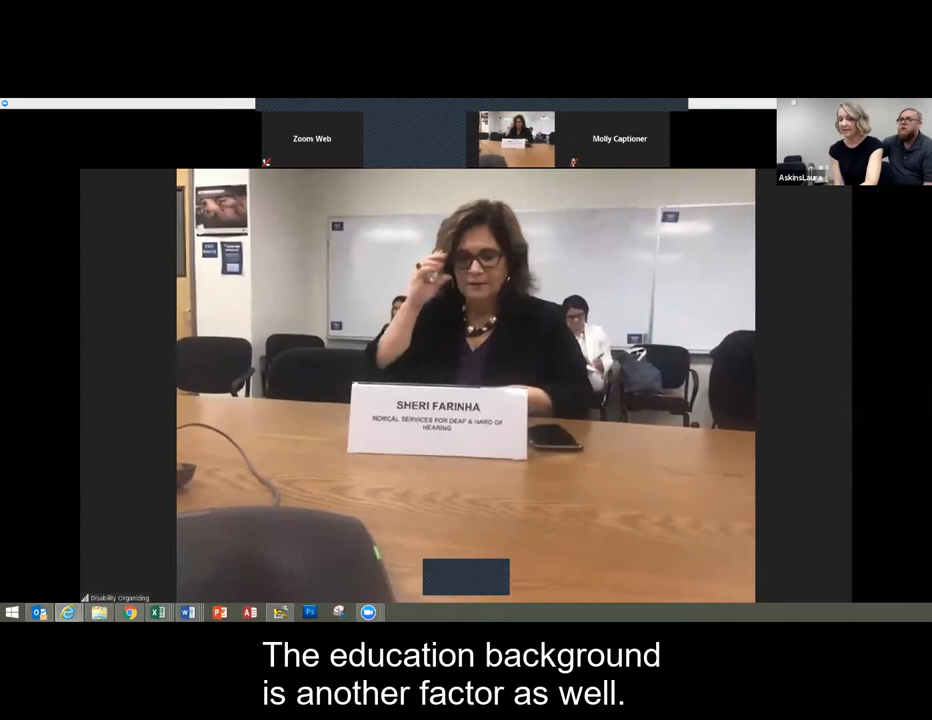 Zoom Web
Molly Captioner
AskinsLaura
SHERI FARINHA
NORCAL SERVICES FOR DEAF & HARD OF
HEARING
Disability Organizing
The education background
is another factor as well.